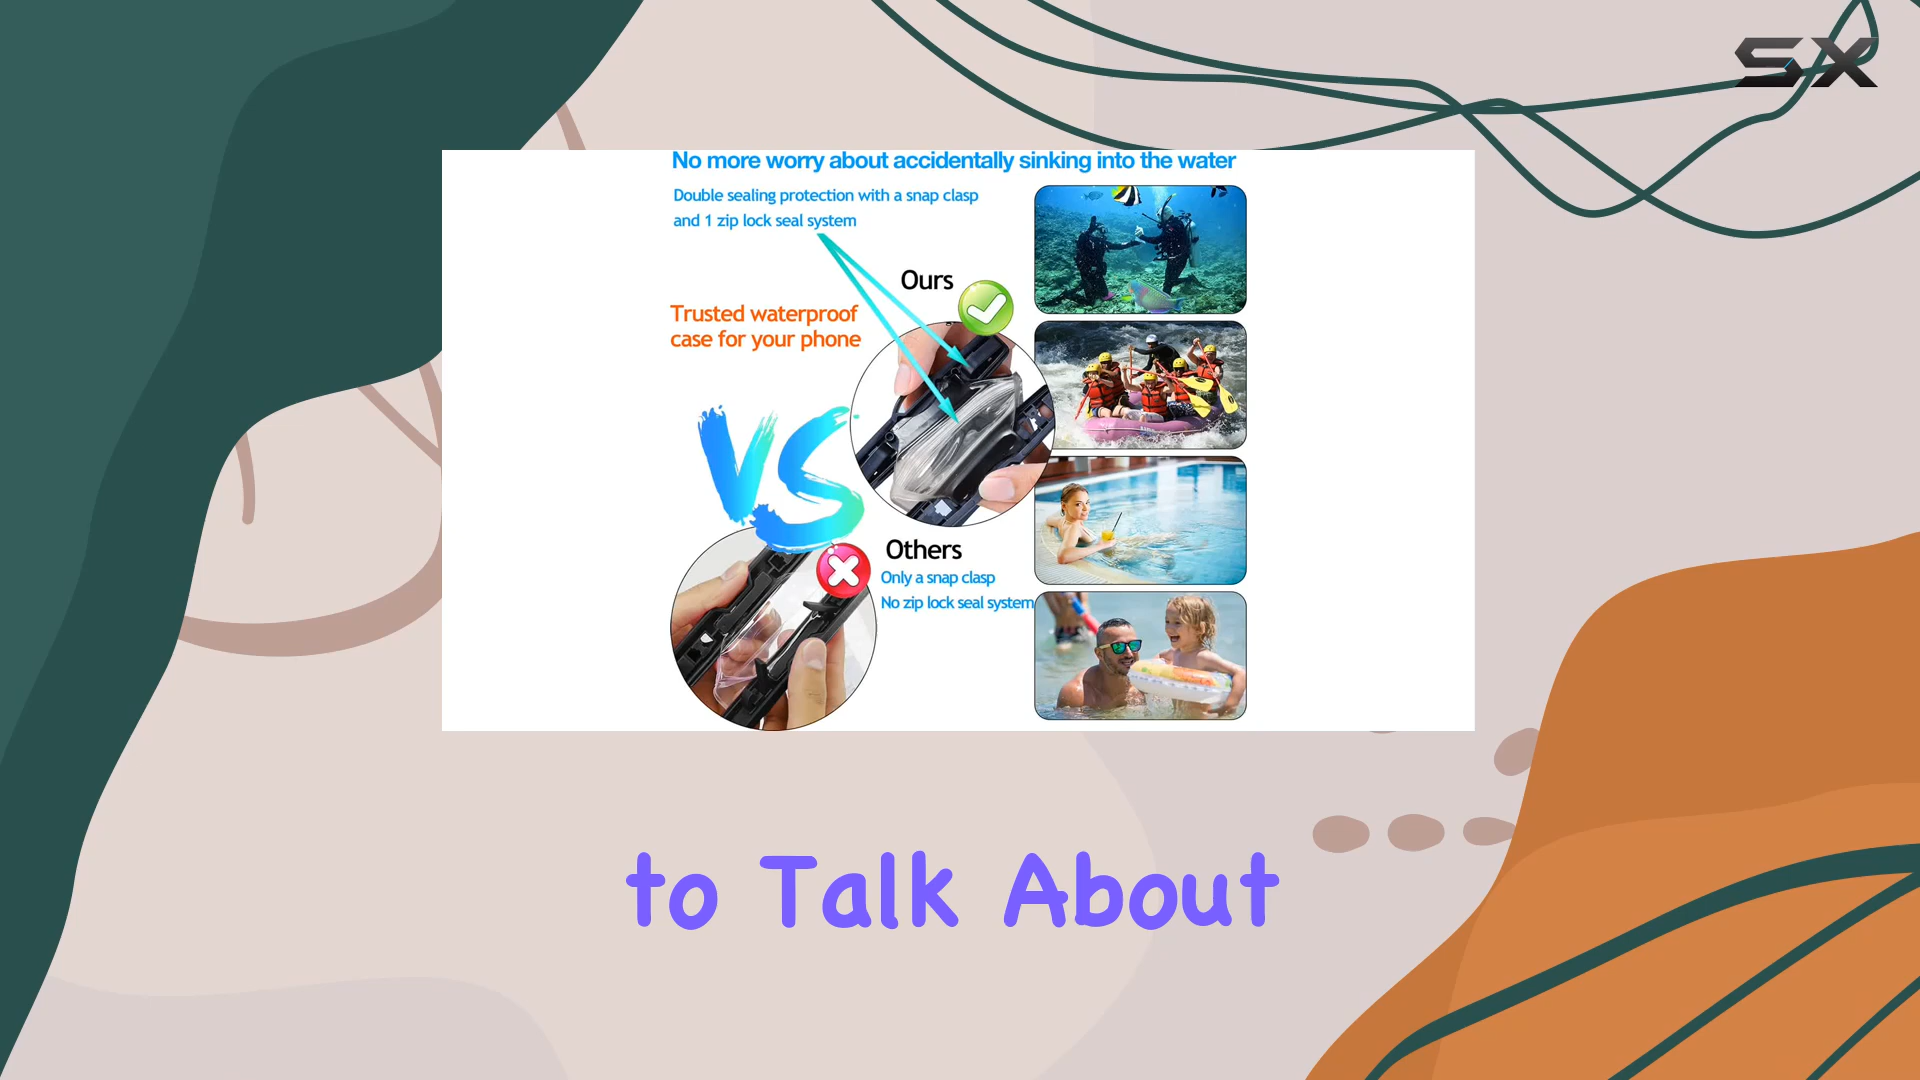 SX
No more worry about accidentally sinking into the water
Double sealing protection with a snap clasp
and 1 zip lock seal system
Ours
Trusted waterproof
case for your phone
VS
Others
Only a snap clasp
No zip lock seal system
to Talk About